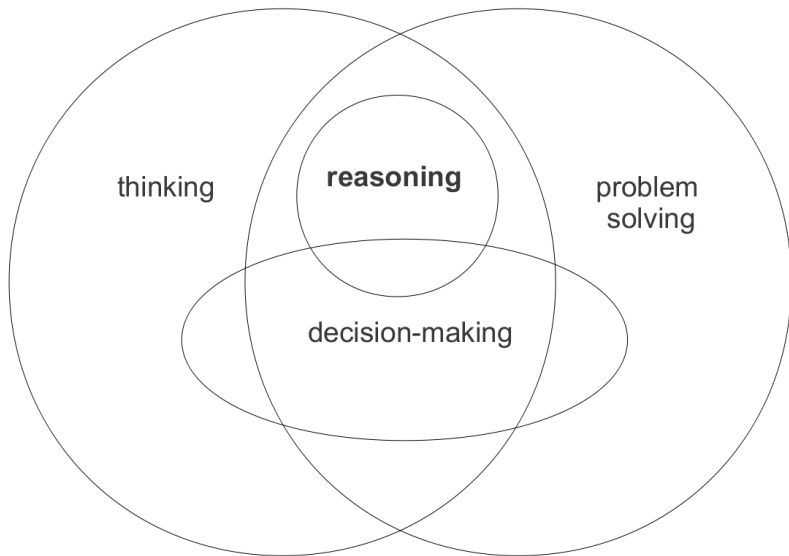 thinking
reasoning
problem
solving
decision-making